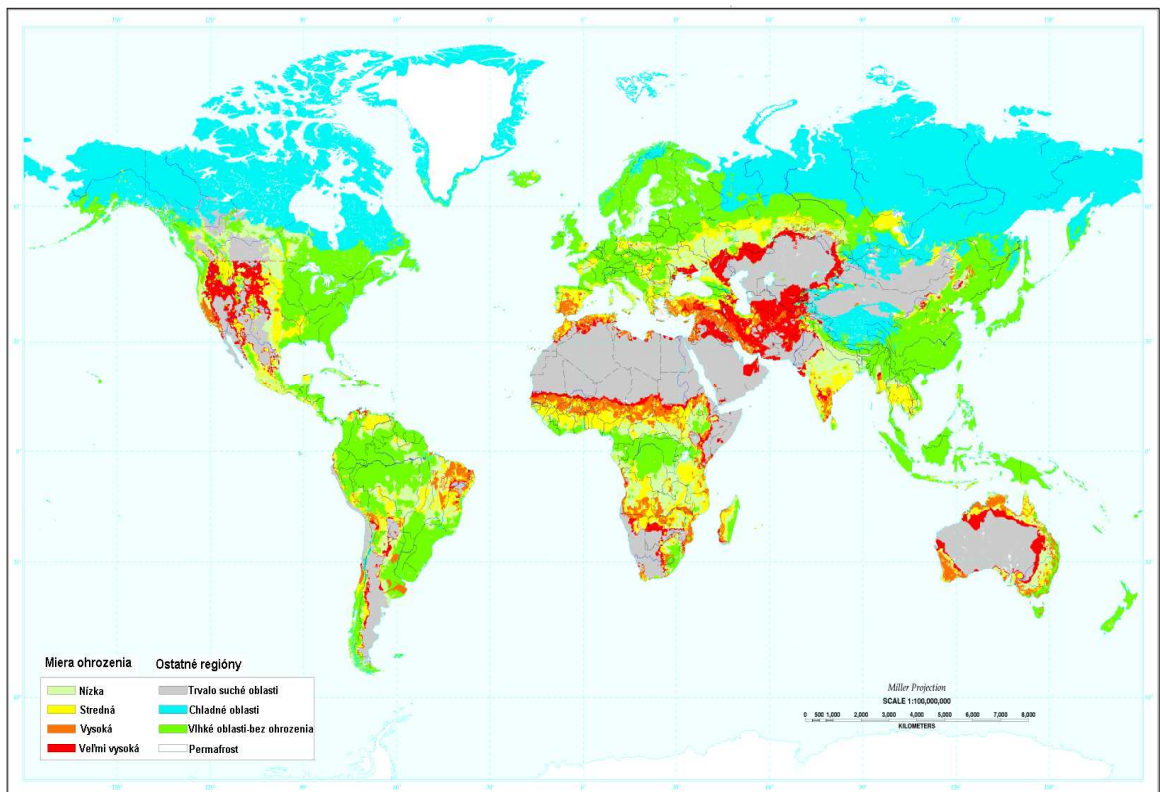 Miera ohrozenia
Nízka
Stredná
Vysoká
Veľmi vysoká
Ostatné regióny
Trvalo suché oblasti
Chladné oblasti
Vlhké oblasti-bez ohrozenia
Permafrost
Miller Projection
SCALE 1:100,000,000
0 500 1,000 2,000 3,000 4,000 5,000 6,000 7,000 8,000
KILOMETERS